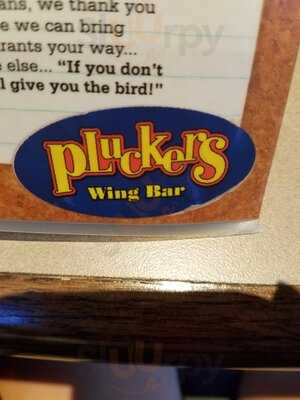 ans, we thank you
e we can bring
rants your way...
e else... “If you don't
l give you the bird!”
pluckers
Wing Bar